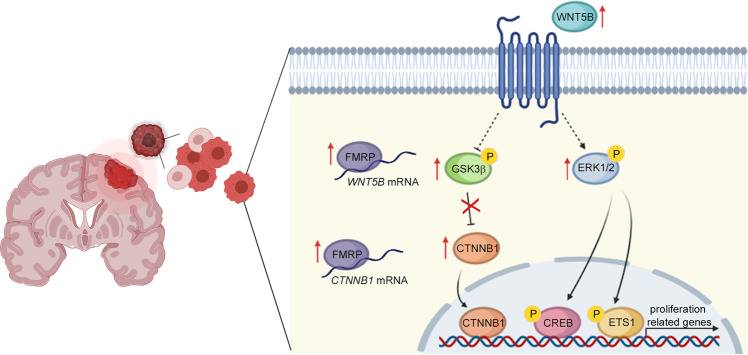 WNT5B
FMRP
WNT5B mRNA
GSK3β
P
ERK1/2
P
FMRP
CTNNB1 mRNA
CTNNB1
CTNNB1
P
CREB
P
ETS1
proliferation
related genes